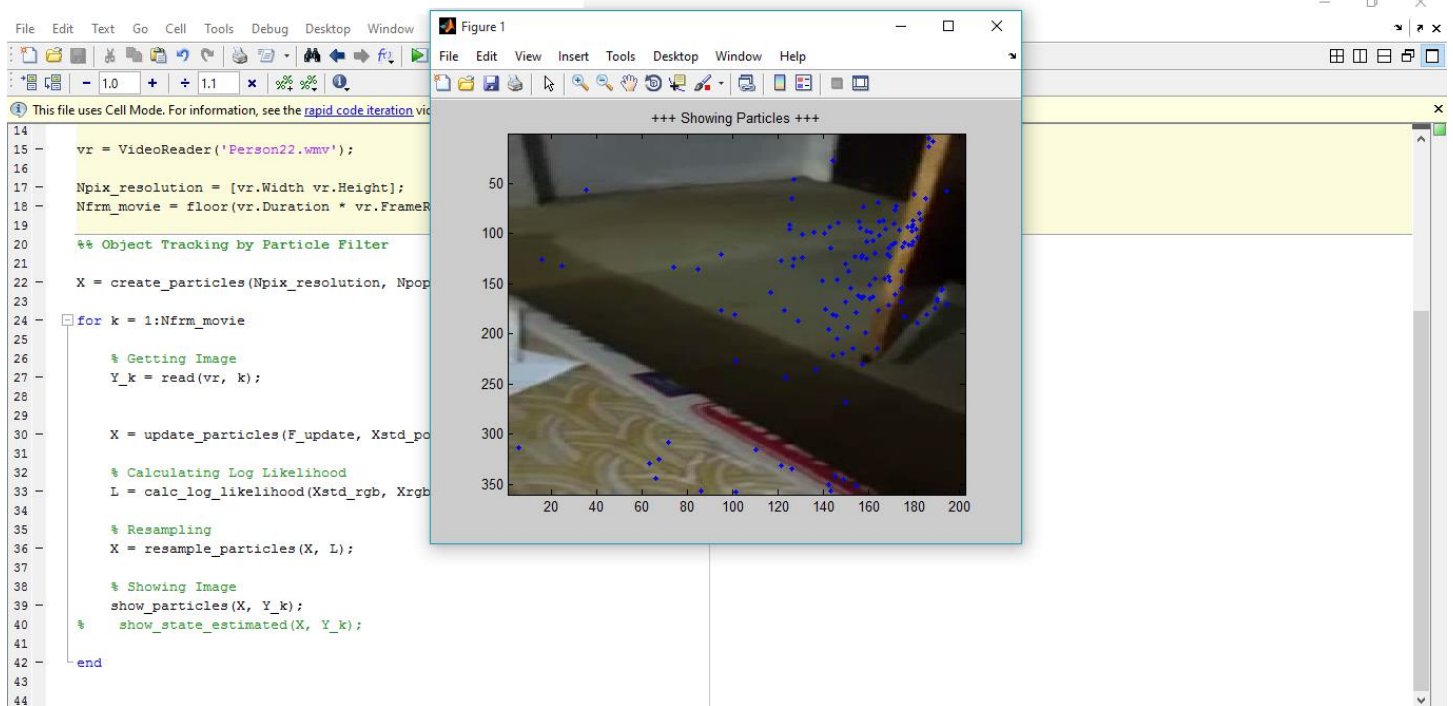 File Edit Text Go Cell Tools Debug Desktop Window
- 1.0 + ÷ 1.1 ×
This file uses Cell Mode. For information, see the rapid code iteration
14
15 - vr = VideoReader('Person22.wmv');
16
17 - Npix_resolution = [vr.Width vr.Height];
18 - Nfrm_movie = floor(vr.Duration * vr.FrameR
19
20 %% Object Tracking by Particle Filter
21
22 - X = create_particles(Npix_resolution, Npop
23
24 - for k = 1:Nfrm_movie
25
26 % Getting Image
27 - Y_k = read(vr, k);
28
29
30 - X = update_particles(F_update, Xstd_po
31
32 % Calculating Log Likelihood
33 - L = calc_log_likelihood(Xstd_rgb, Xrgb
34
35 % Resampling
36 - X = resample_particles(X, L);
37
38 % Showing Image
39 - show_particles(X, Y_k);
40 % show_state_estimated(X, Y_k);
41
42 - end
43
44
Figure 1
File Edit View Insert Tools Desktop Window Help
+++ Showing Particles +++
50
100
150
200
250
300
350
20 40 60 80 100 120 140 160 180 200